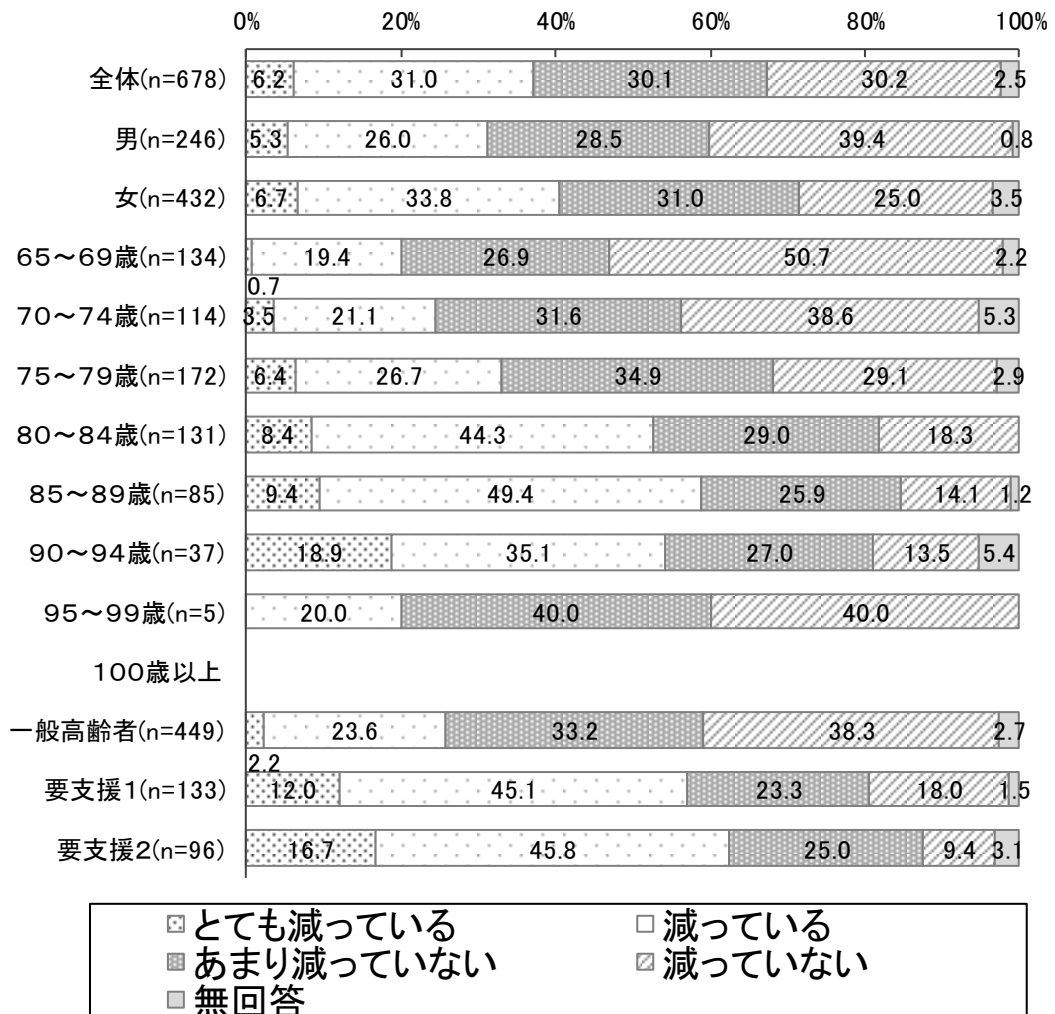 0% 20% 40% 60% 80% 100%
全体(n=678) 6.2 31.0 30.1 30.2 2.5
男(n=246) 5.3 26.0 28.5 39.4 0.8
女(n=432) 6.7 33.8 31.0 25.0 3.5
65～69歳(n=134) 19.4 26.9 50.7 2.2
0.7
70～74歳(n=114) 3.5 21.1 31.6 38.6 5.3
75～79歳(n=172) 6.4 26.7 34.9 29.1 2.9
80～84歳(n=131) 8.4 44.3 29.0 18.3
85～89歳(n=85) 9.4 49.4 25.9 14.1 1.2
90～94歳(n=37) 18.9 35.1 27.0 13.5 5.4
95～99歳(n=5) 20.0 40.0 40.0
100歳以上
一般高齢者(n=449) 23.6 33.2 38.3 2.7
2.2
要支援1(n=133) 12.0 45.1 23.3 18.0 1.5
要支援2(n=96) 16.7 45.8 25.0 9.4 3.1
とても減っている 減っている
あまり減っていない 減っていない
無回答